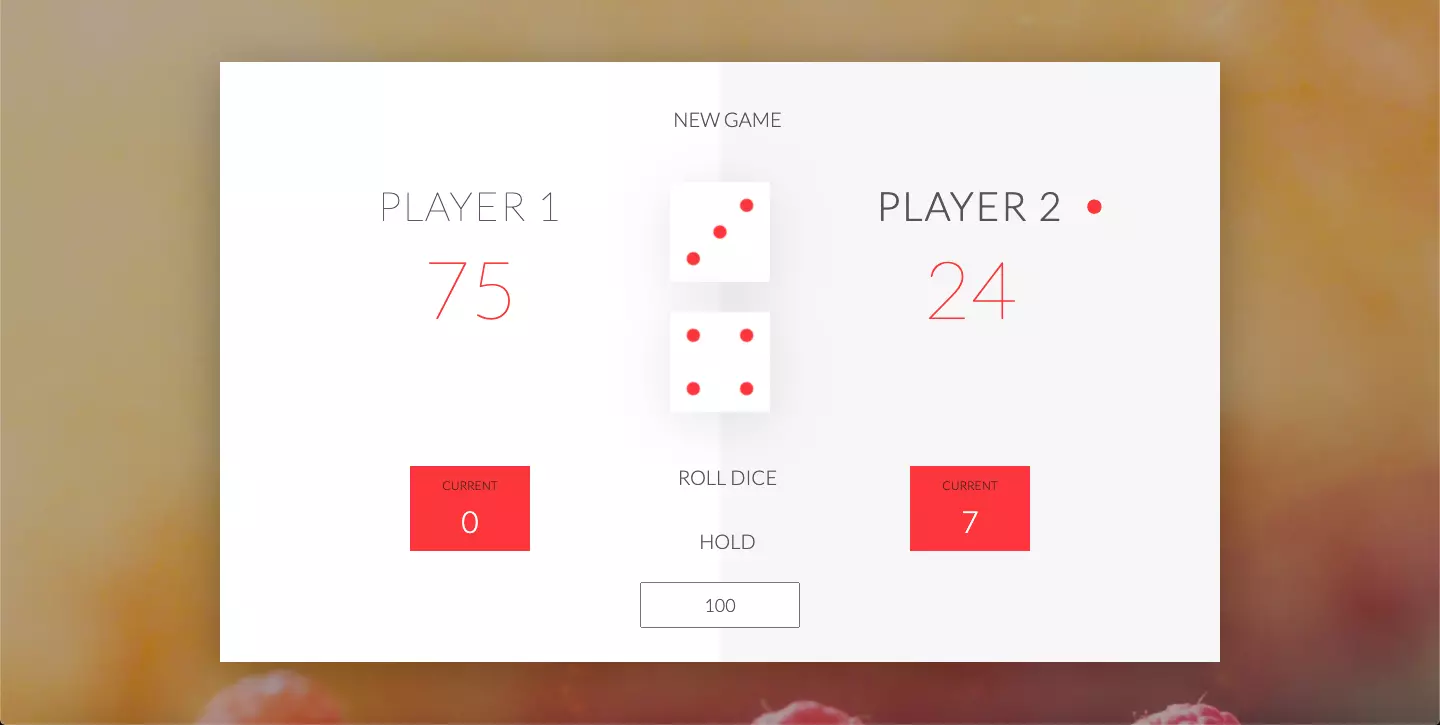 NEW GAME
PLAYER 1
75
PLAYER 2
24
CURRENT
0
ROLL DICE
HOLD
100
CURRENT
7